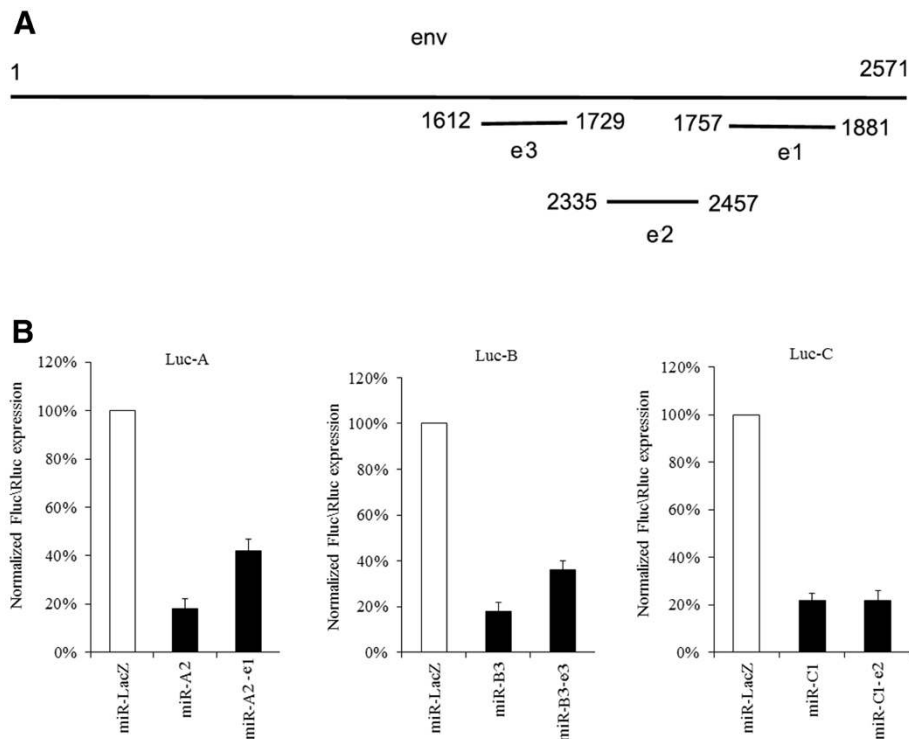 A
env
1
2571
1612
1729
1757
1881
e3
e1
2335
2457
e2
B
Luc-A
Normalized Fluc\Rluc expression
120%
100%
80%
60%
40%
20%
0%
miR-LacZ
miR-A2
miR-A2-e1
Luc-B
Normalized Fluc\Rluc expression
120%
100%
80%
60%
40%
20%
0%
miR-LacZ
miR-B3
miR-B3-e3
Luc-C
Normalized Fluc\Rluc expression
120%
100%
80%
60%
40%
20%
0%
miR-LacZ
miR-C1
miR-C1-e2